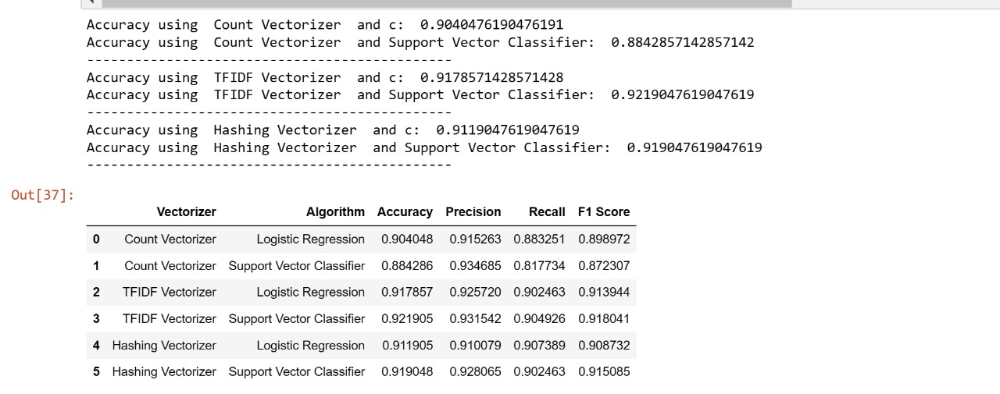 Accuracy using  Count Vectorizer  and c:  0.9040476190476191
Accuracy using  Count Vectorizer  and Support Vector Classifier:  0.8842857142857142
----------------------------------------------
Accuracy using  TFIDF Vectorizer  and c:  0.9178571428571428
Accuracy using  TFIDF Vectorizer  and Support Vector Classifier:  0.9219047619047619
----------------------------------------------
Accuracy using  Hashing Vectorizer  and c:  0.9119047619047619
Accuracy using  Hashing Vectorizer  and Support Vector Classifier:  0.919047619047619
----------------------------------------------
Out[37]:
Vectorizer Algorithm Accuracy Precision Recall F1 Score
0 Count Vectorizer Logistic Regression 0.904048 0.915263 0.883251 0.898972
1 Count Vectorizer Support Vector Classifier 0.884286 0.934685 0.817734 0.872307
2 TFIDF Vectorizer Logistic Regression 0.917857 0.925720 0.902463 0.913944
3 TFIDF Vectorizer Support Vector Classifier 0.921905 0.931542 0.904926 0.918041
4 Hashing Vectorizer Logistic Regression 0.911905 0.910079 0.907389 0.908732
5 Hashing Vectorizer Support Vector Classifier 0.919048 0.928065 0.902463 0.915085